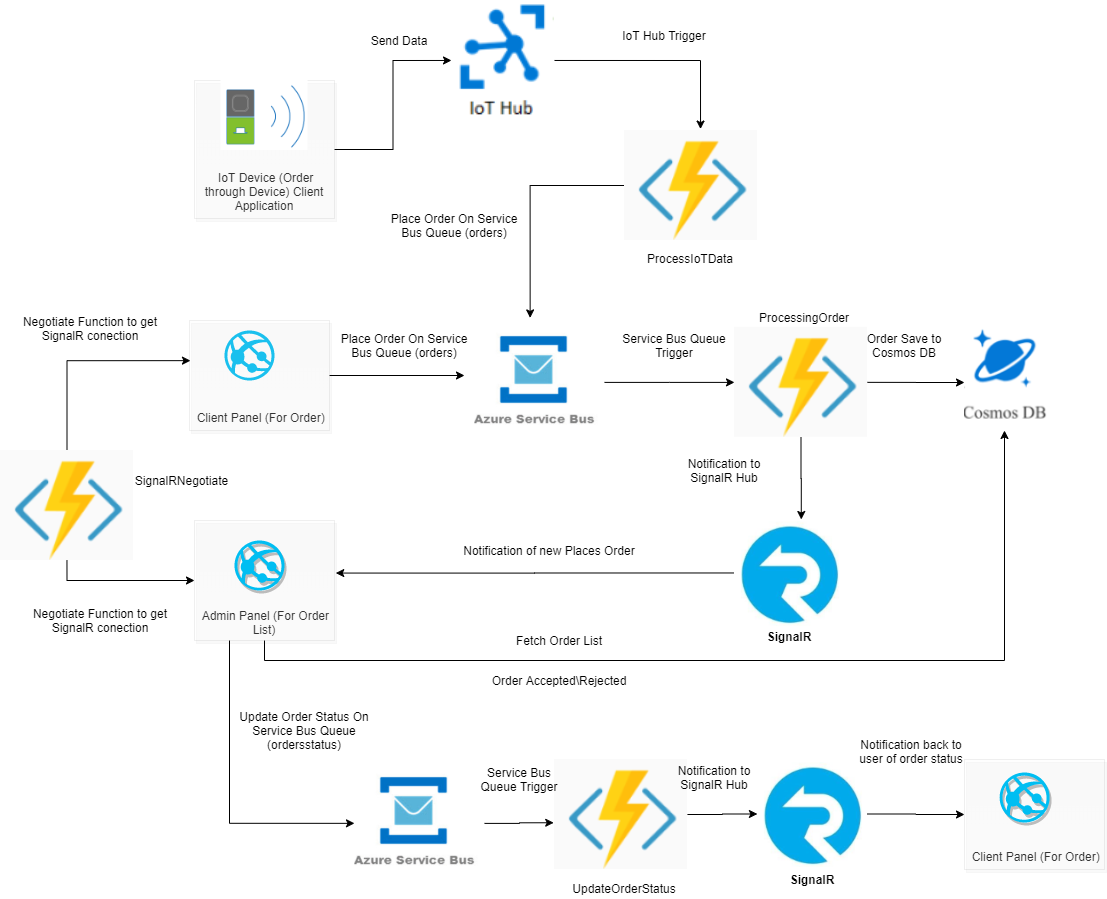 Send Data
IoT Hub Trigger
IoT Hub
IoT Device (Order
through Device) Client
Application
Place Order On Service
Bus Queue (orders)
ProcessIoTData
Negotiate Function to get
SignalR conection
Place Order On Service
Bus Queue (orders)
Service Bus Queue
Trigger
ProcessingOrder
Order Save to
Cosmos DB
Client Panel (For Order)
Azure Service Bus
Cosmos DB
SignalRNegotiate
Notification to
SignalR Hub
Notification of new Places Order
Negotiate Function to get
SignalR conection
Admin Panel (For Order
List)
SignalR
Fetch Order List
Order Accepted\Rejected
Update Order Status On
Service Bus Queue
(ordersstatus)
Service Bus
Queue Trigger
Notification to
SignalR Hub
Notification back to
user of order status
Azure Service Bus
UpdateOrderStatus
SignalR
Client Panel (For Order)